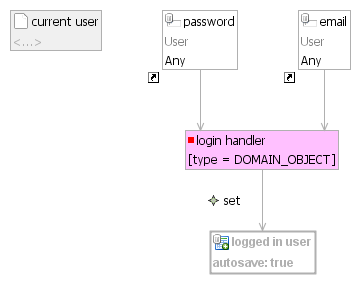 current user
<...>
password
User
Any
email
User
Any
login handler
[type = DOMAIN_OBJECT]
set
logged in user
autosave: true